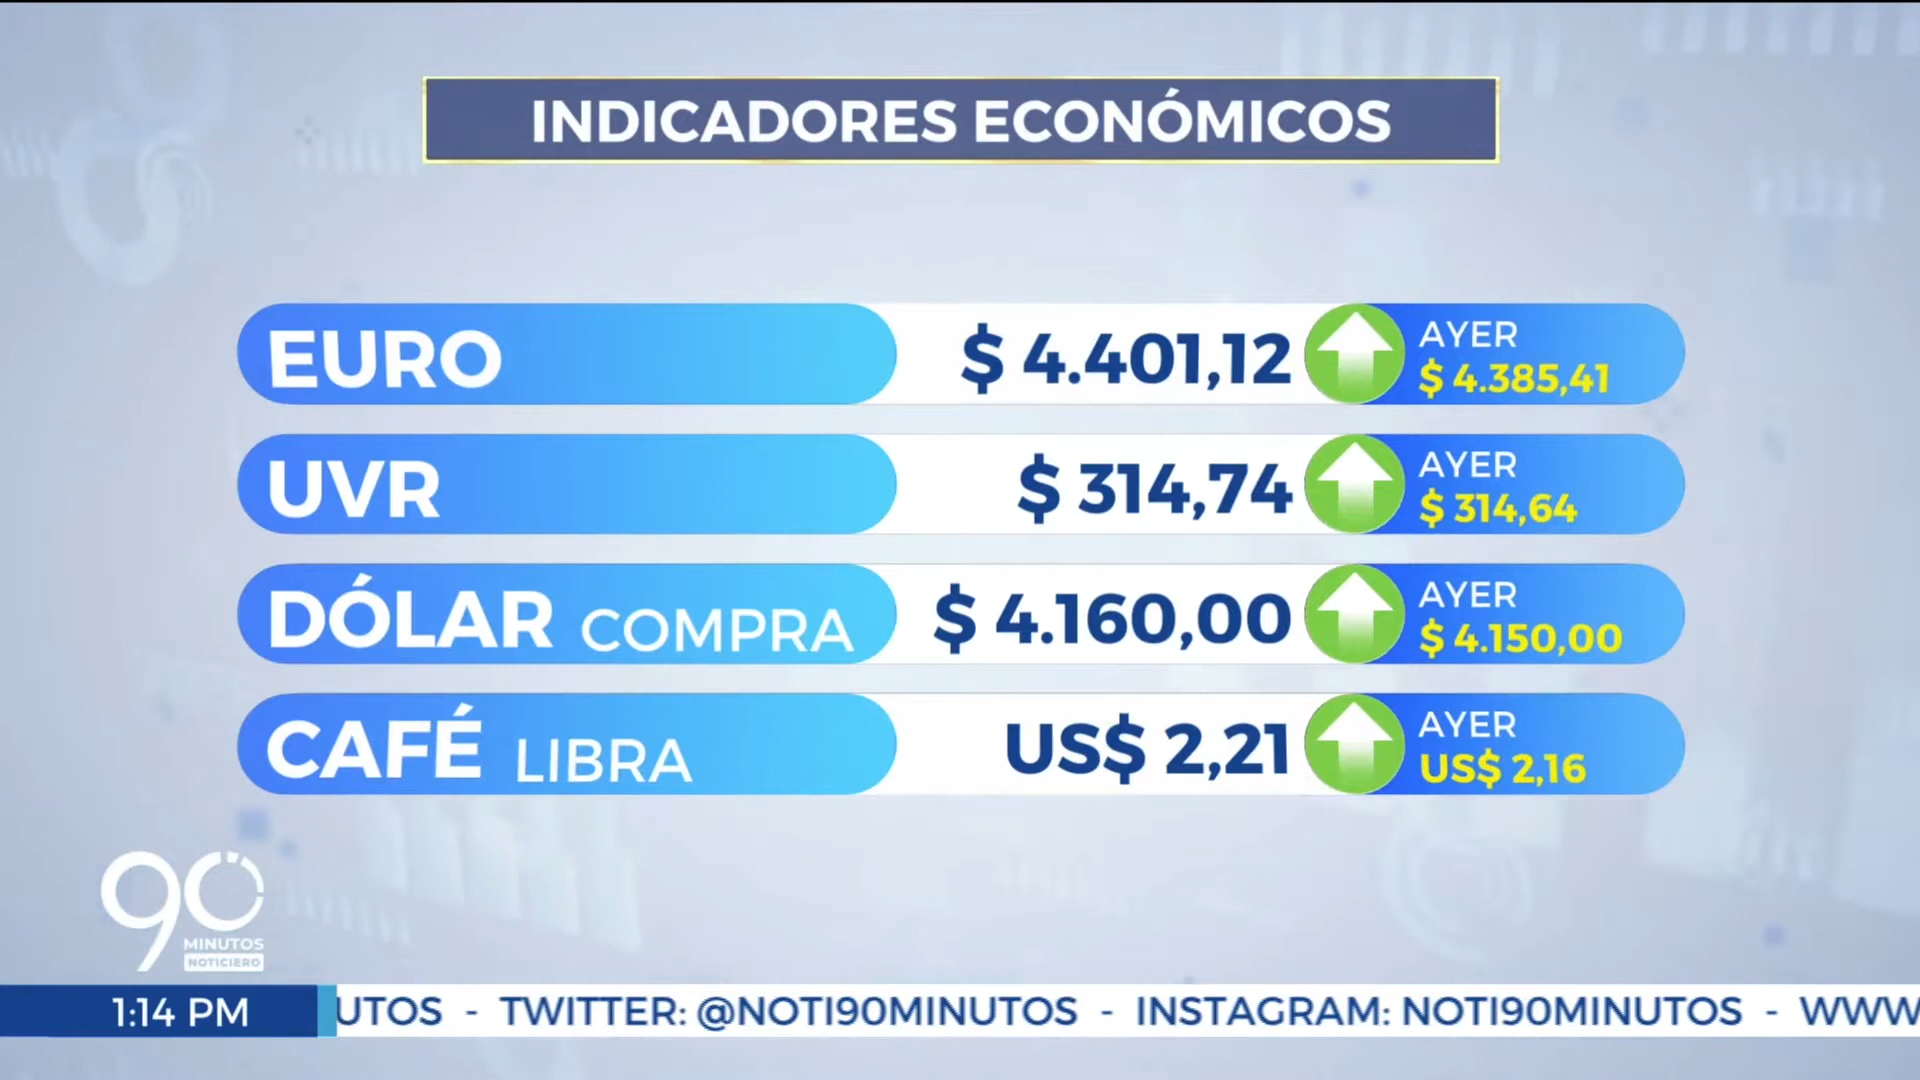 INDICADORES ECONÓMICOS
EURO $ 4.401,12 AYER $ 4.385,41
UVR $ 314,74 AYER $ 314,64
DÓLAR COMPRA $ 4.160,00 AYER $ 4.150,00
CAFÉ LIBRA US$ 2,21 AYER US$ 2,16
90
MINUTOS
NOTICIERO
1:14 PM UTOS - TWITTER: @NOTI90MINUTOS - INSTAGRAM: NOTI90MINUTOS - WWW